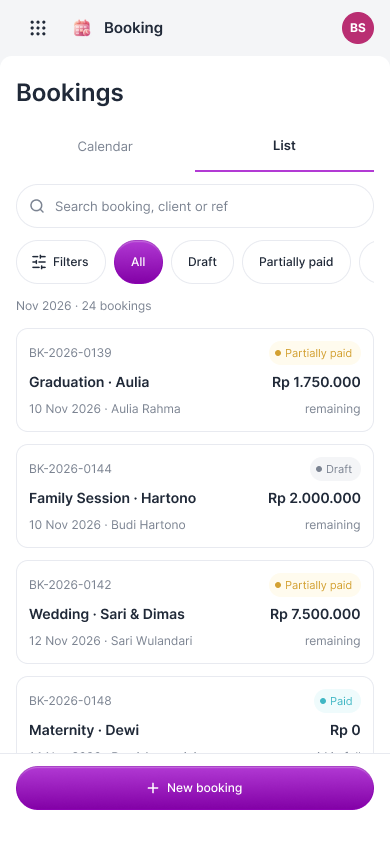 Booking
BS
Bookings
Calendar
List
Search booking, client or ref
Filters
All
Draft
Partially paid
Nov 2026 · 24 bookings
BK-2026-0139
Partially paid
Graduation · Aulia
Rp 1.750.000
10 Nov 2026 · Aulia Rahma
remaining
BK-2026-0144
Draft
Family Session · Hartono
Rp 2.000.000
10 Nov 2026 · Budi Hartono
remaining
BK-2026-0142
Partially paid
Wedding · Sari & Dimas
Rp 7.500.000
12 Nov 2026 · Sari Wulandari
remaining
BK-2026-0148
Paid
Maternity · Dewi
Rp 0
New booking